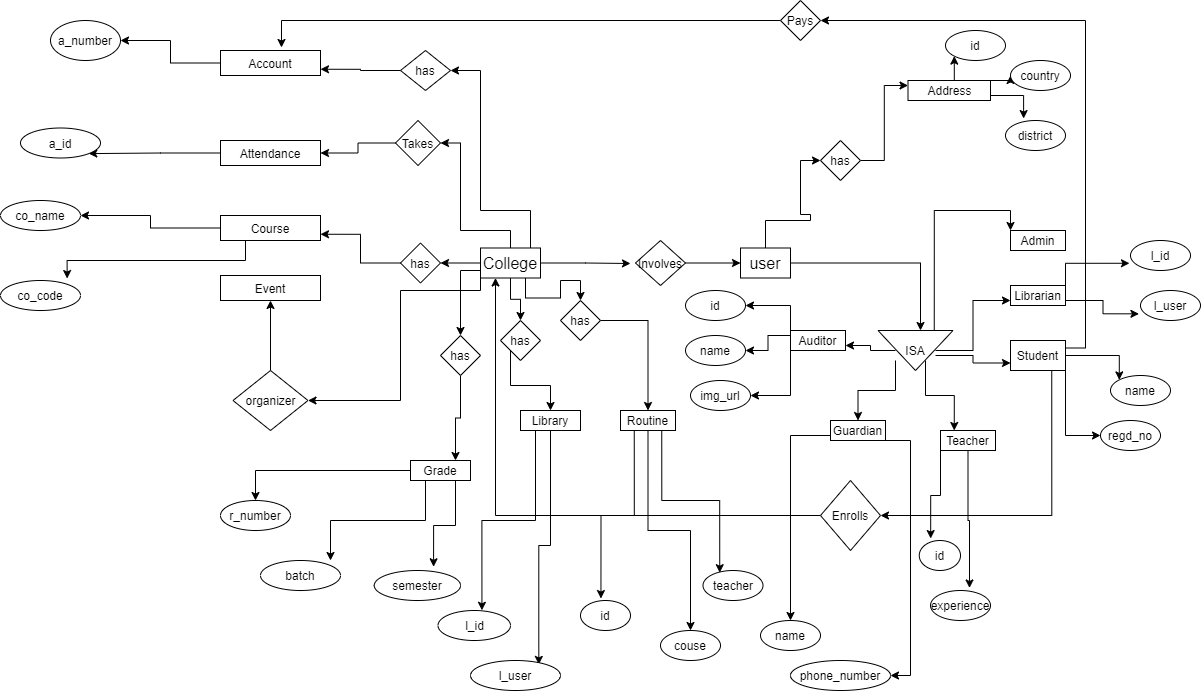 Pays
a_number
Account
has
id
country
Address
district
a_id
Attendance
Takes
has
co_name
Course
Admin
has
College
Involves
user
l_id
co_code
Event
Librarian
l_user
id
has
Auditor
ISA
has
has
name
Student
img_url
name
organizer
Library
Routine
Guardian
Teacher
regd_no
Grade
r_number
Enrolls
id
batch
semester
teacher
experience
l_id
id
name
couse
l_user
phone_number